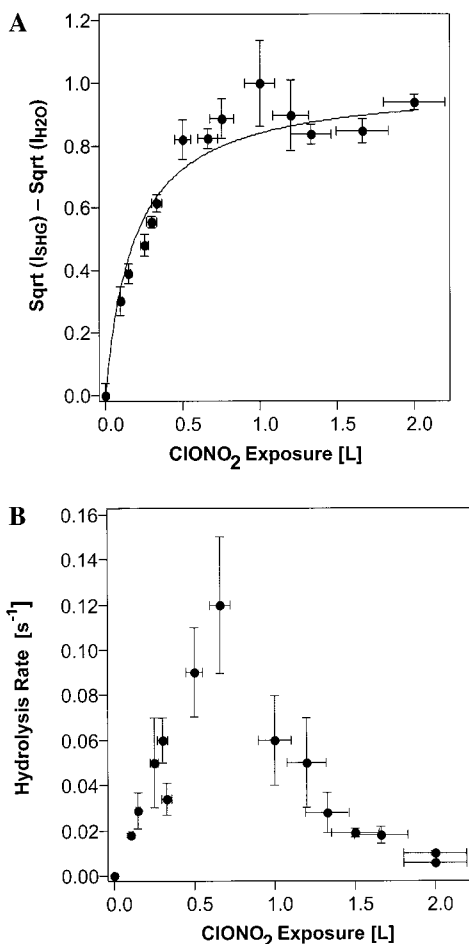 A
Sqrt (I_SHG) – Sqrt (I_H2O)
1.2
1.0
0.8
0.6
0.4
0.2
0.0
0.0 0.5 1.0 1.5 2.0
ClONO₂ Exposure [L]
B
Hydrolysis Rate [s⁻¹]
0.16
0.14
0.12
0.10
0.08
0.06
0.04
0.02
0.00
0.0 0.5 1.0 1.5 2.0
ClONO₂ Exposure [L]